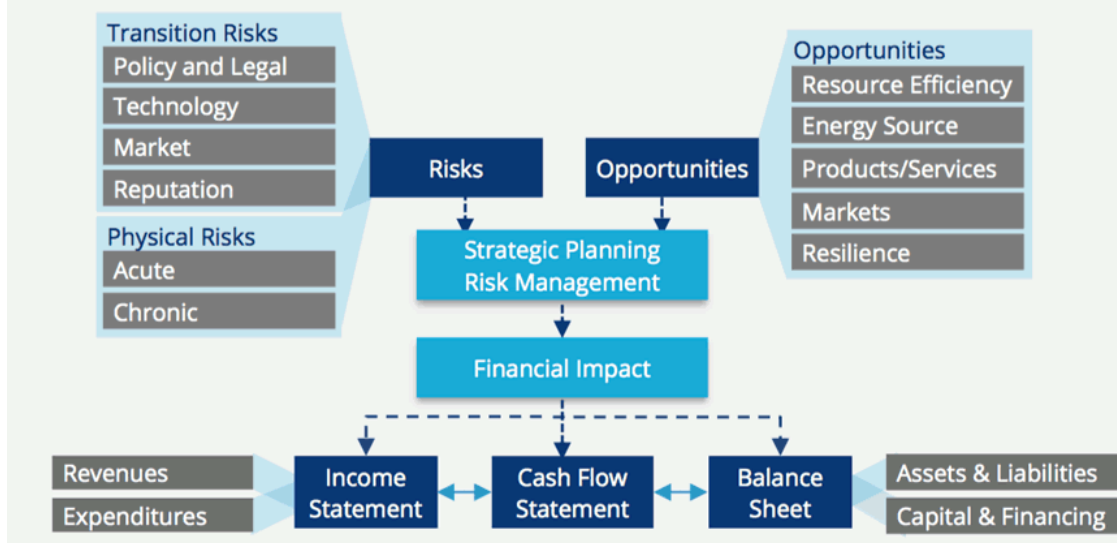 Transition Risks
Policy and Legal
Technology
Market
Reputation
Physical Risks
Acute
Chronic
Risks
Opportunities
Opportunities
Resource Efficiency
Energy Source
Products/Services
Markets
Resilience
Strategic Planning
Risk Management
Financial Impact
Revenues
Expenditures
Income
Statement
Cash Flow
Statement
Balance
Sheet
Assets & Liabilities
Capital & Financing